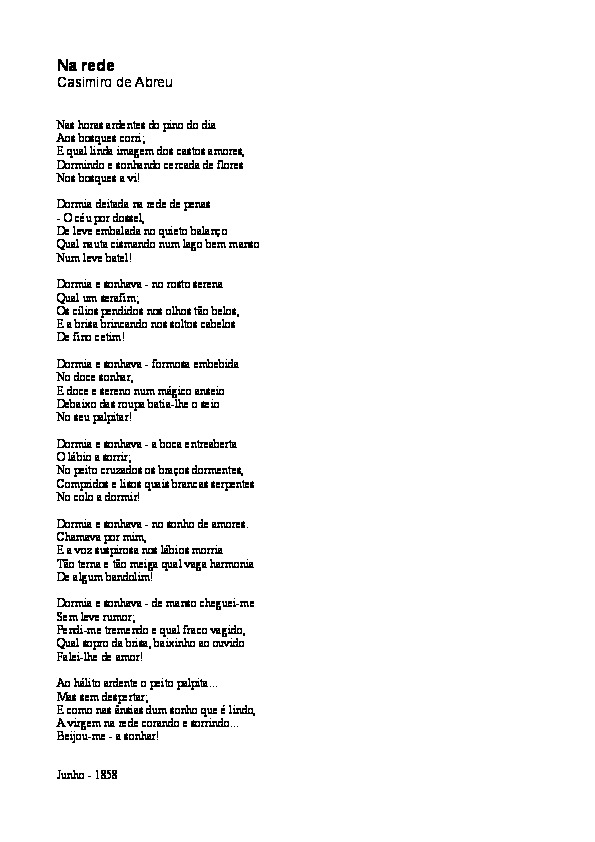 Na rede
Casimiro de Abreu
Nas horas ardentes do pino do dia
Aos bosques corri;
E qual linda imagem dos castos amores,
Dormindo e sonhando cercada de flores
Nos bosques a vi!
Dormia deitada na rede de penas
- O céu por dossel,
De leve embalada no quieto balanço
Qual nauta cismando num lago bem manso
Num leve batel!
Dormia e sonhava - no rosto serena
Qual um serafim;
Os cílios pendidos nos olhos tão belos,
E a brisa brincando nos soltos cabelos
De fino cetim!
Dormia e sonhava - formosa embebida
No doce sonhar,
E doce e sereno num mágico anseio
Debaixo das roupa batia-lhe o seio
No seu palpitar!
Dormia e sonhava - a boca entreaberta
O lábio a sorrir;
No peito cruzados os braços dormentes,
Compridos e lisos quais brancas serpentes
No colo a dormir!
Dormia e sonhava - no sonho de amores.
Chamava por mim,
E a voz suspirosa nos lábios morria
Tão terna e tão meiga qual vaga harmonia
De algum bandolim!
Dormia e sonhava - de manso cheguei-me
Sem leve rumor;
Pendi-me tremendo e qual fraco vagido,
Qual sopro da brisa, baixinho ao ouvido
Falei-lhe de amor!
Ao hálito ardente o peito palpita...
Mas sem despertar;
E como nas ânsias dum sonho que é lindo,
A virgem na rede corando e sorrindo...
Beijou-me - a sonhar!
Junho - 1858